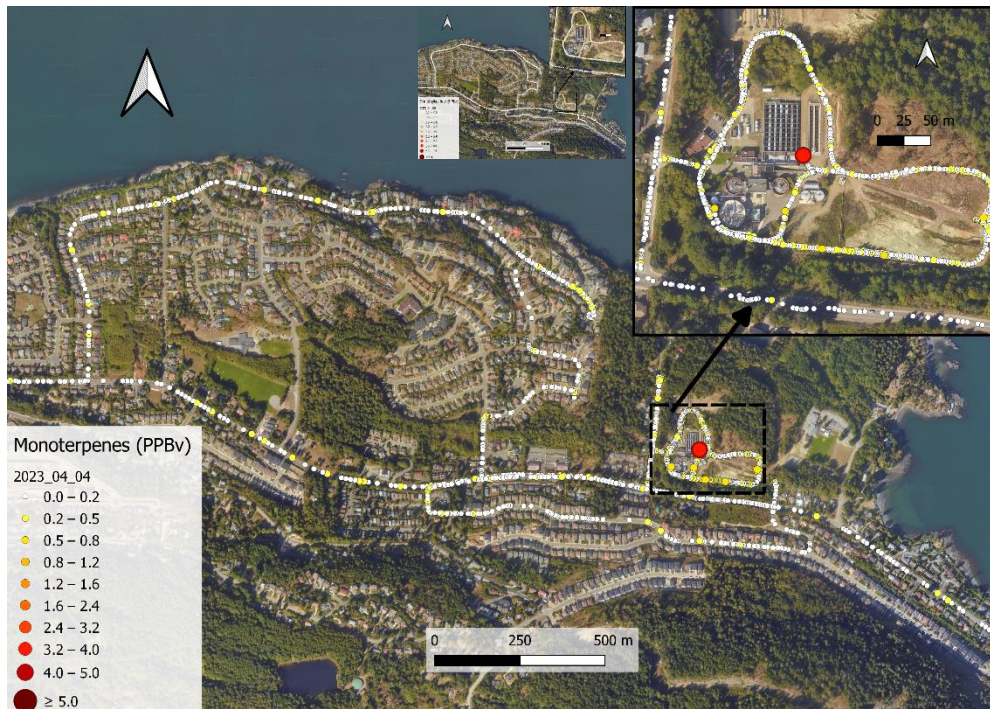 0 25 50 m
Monoterpenes (PPBv)
2023_04_04
0.0 – 0.2
0.2 – 0.5
0.5 – 0.8
0.8 – 1.2
1.2 – 1.6
1.6 – 2.4
2.4 – 3.2
3.2 – 4.0
4.0 – 5.0
≥ 5.0
0 250 500 m